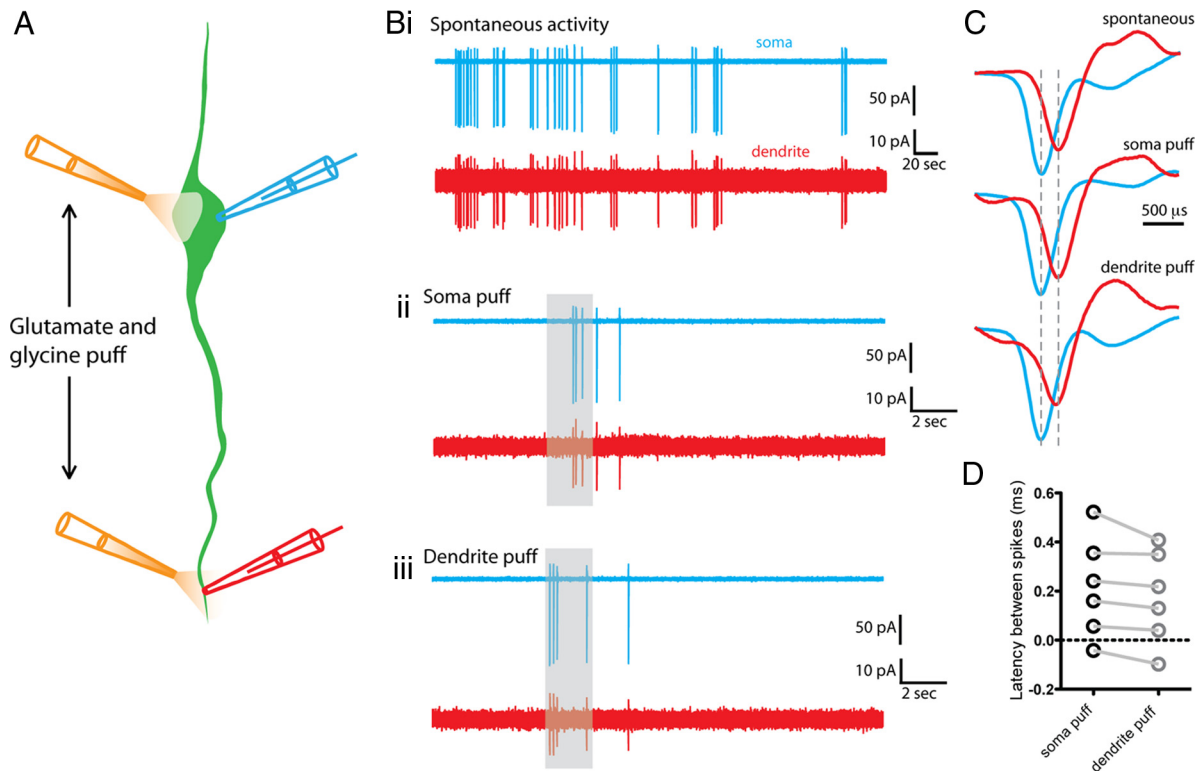 A
Glutamate and
glycine puff
Bi
Spontaneous activity
soma
50 pA
10 pA
20 sec
dendrite
ii
Soma puff
50 pA
10 pA
2 sec
iii
Dendrite puff
50 pA
10 pA
2 sec
C
spontaneous
soma puff
500 µs
dendrite puff
D
Latency between spikes (ms)
0.6
0.4
0.2
0.0
-0.2
soma puff
dendrite puff